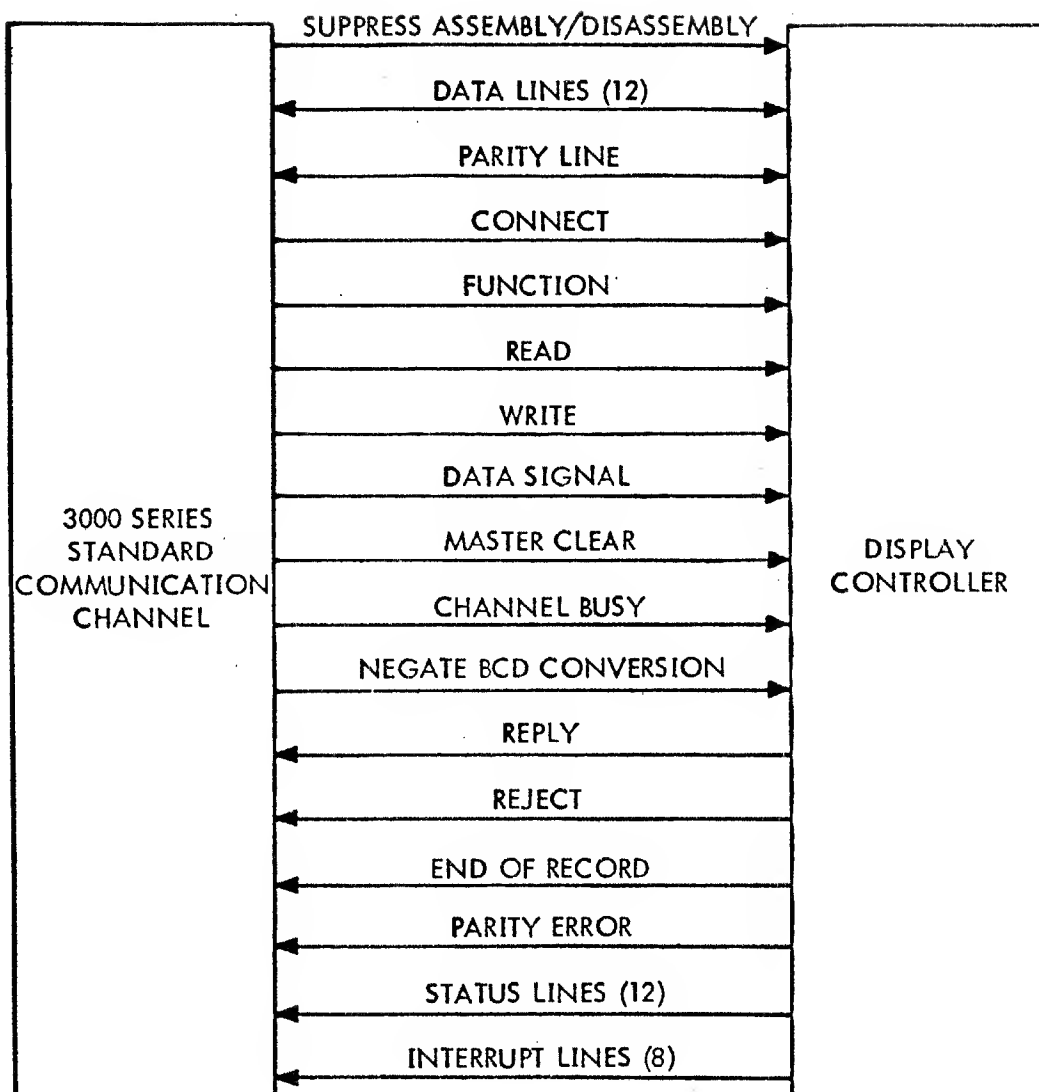 SUPPRESS ASSEMBLY/DISASSEMBLY
DATA LINES (12)
PARITY LINE
CONNECT
FUNCTION
READ
WRITE
DATA SIGNAL
MASTER CLEAR
CHANNEL BUSY
NEGATE BCD CONVERSION
REPLY
REJECT
END OF RECORD
PARITY ERROR
STATUS LINES (12)
INTERRUPT LINES (8)
3000 SERIES
STANDARD
COMMUNICATION
CHANNEL
DISPLAY
CONTROLLER